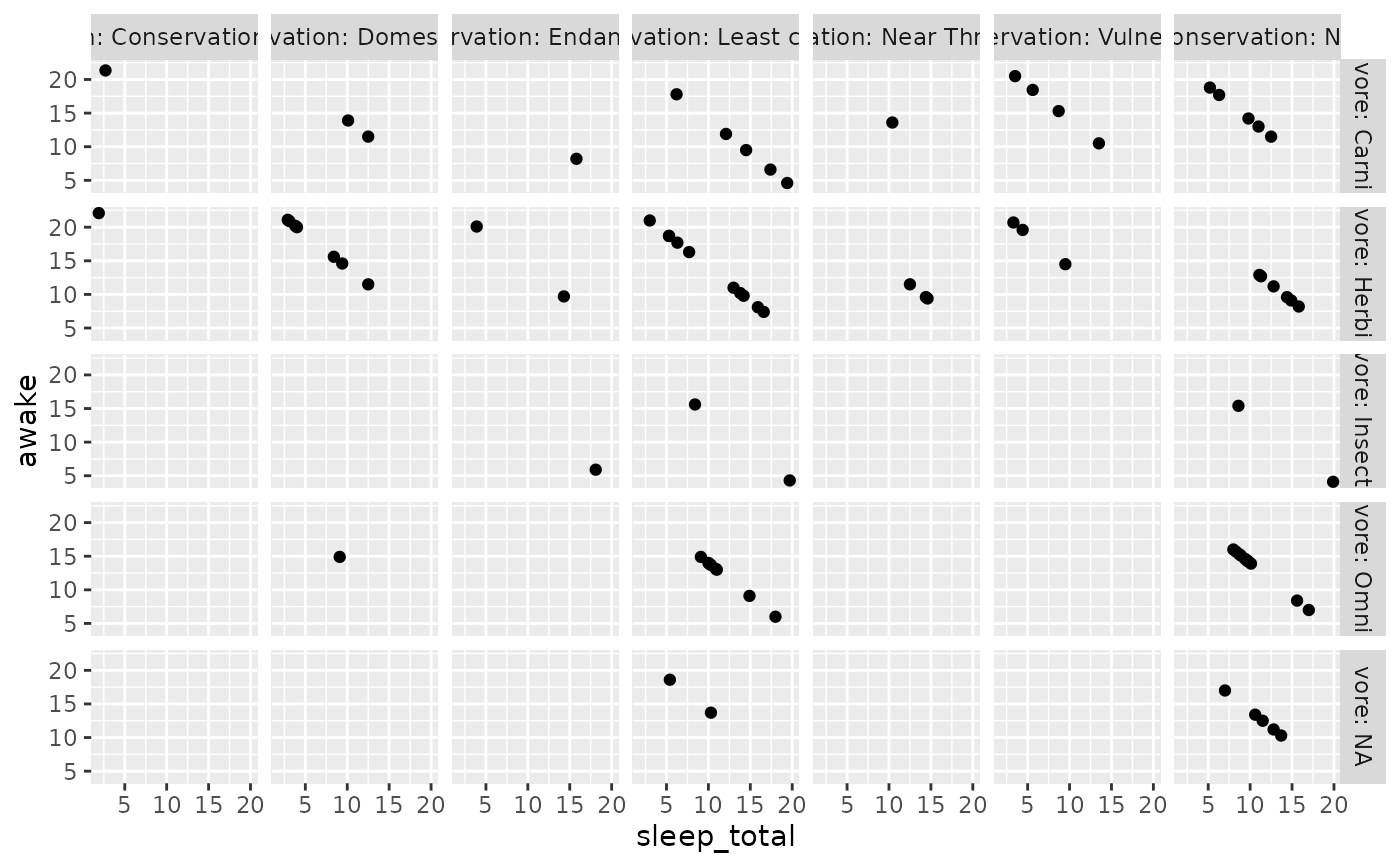 n: Conservation
vation: Domes
rvation: Endan
vation: Least c
ation: Near Thr
ervation: Vulne
onservation: N
20
15
10
5
vore: Carni
20
15
10
5
vore: Herbi
20
15
10
5
vore: Insect
20
15
10
5
vore: Omni
20
15
10
5
vore: NA
awake
5 10 15 20
5 10 15 20
5 10 15 20
5 10 15 20
5 10 15 20
5 10 15 20
5 10 15 20
sleep_total